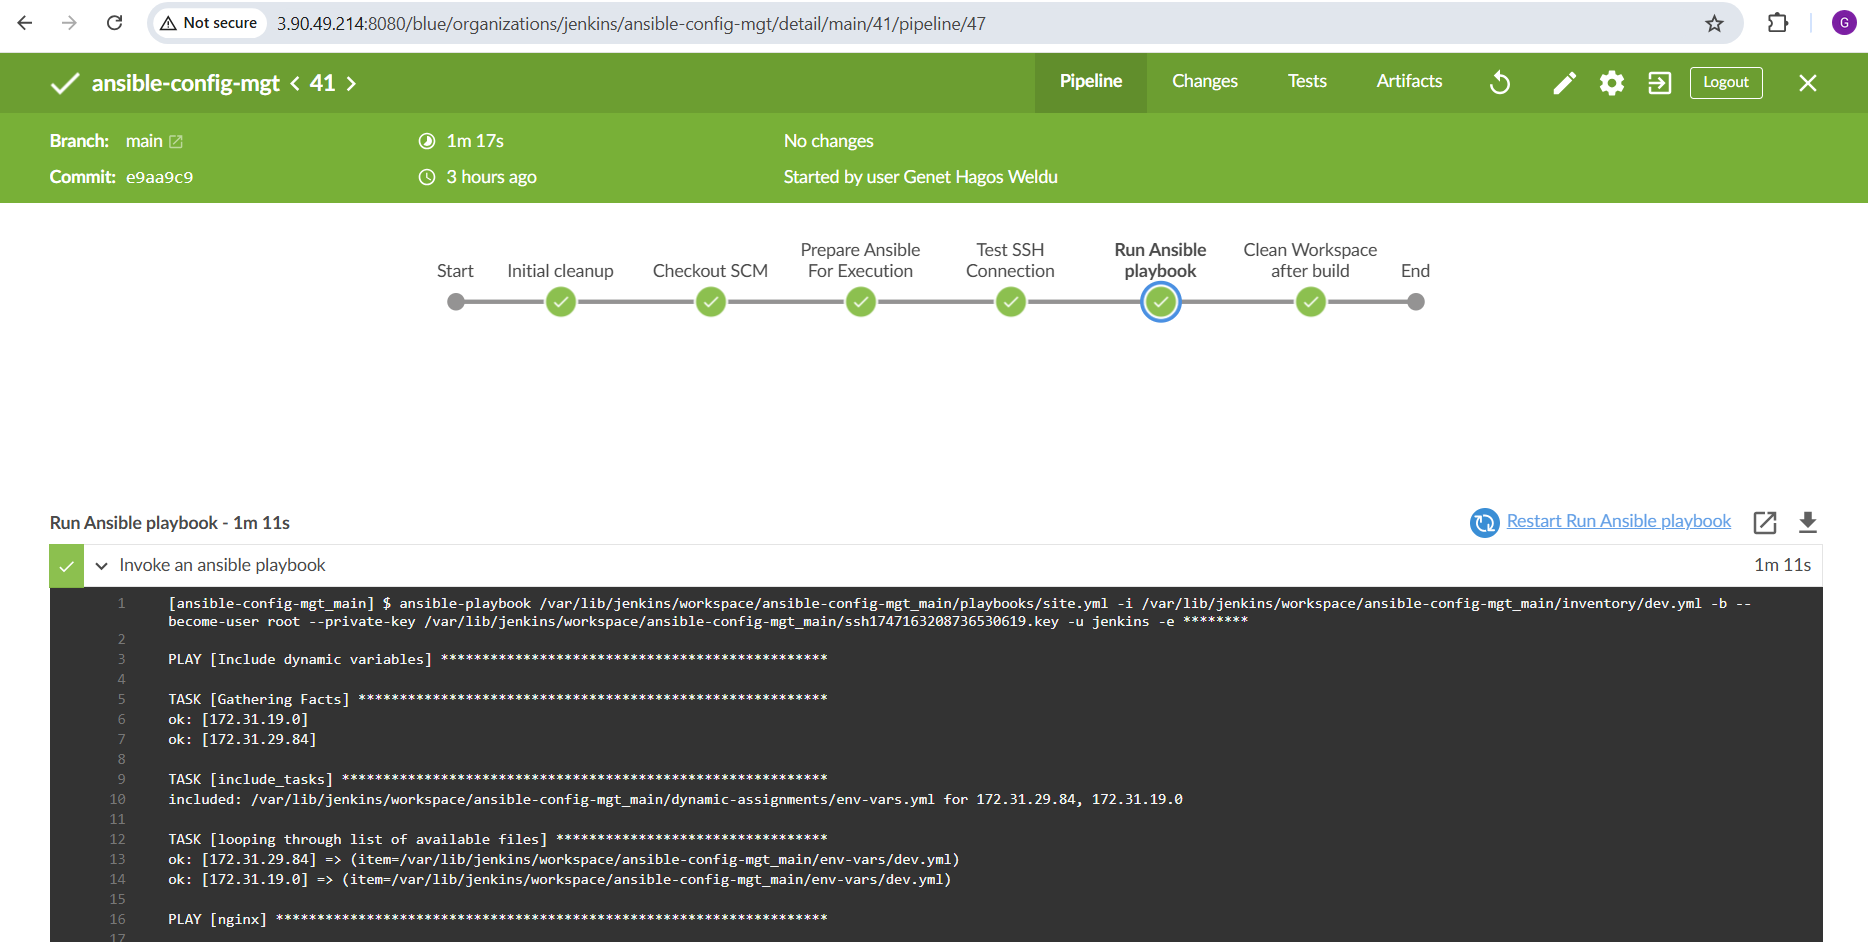 Not secure 3.90.49.214:8080/blue/organizations/jenkins/ansible-config-mgt/detail/main/41/pipeline/47 G
ansible-config-mgt < 41 > Pipeline Changes Tests Artifacts Logout
Branch: main 1m 17s No changes
Commit: e9aa9c9 3 hours ago Started by user Genet Hagos Weldu
Prepare Ansible Test SSH Run Ansible Clean Workspace
Start Initial cleanup Checkout SCM For Execution Connection playbook after build End
Run Ansible playbook - 1m 11s Restart Run Ansible playbook
Invoke an ansible playbook 1m 11s
1 [ansible-config-mgt_main] $ ansible-playbook /var/lib/jenkins/workspace/ansible-config-mgt_main/playbooks/site.yml -i /var/lib/jenkins/workspace/ansible-config-mgt_main/inventory/dev.yml -b --
become-user root --private-key /var/lib/jenkins/workspace/ansible-config-mgt_main/ssh1747163208736530619.key -u jenkins -e ********
2
3 PLAY [Include dynamic variables] ***********************************************
4
5 TASK [Gathering Facts] *********************************************************
6 ok: [172.31.19.0]
7 ok: [172.31.29.84]
8
9 TASK [include_tasks] ***********************************************************
10 included: /var/lib/jenkins/workspace/ansible-config-mgt_main/dynamic-assignments/env-vars.yml for 172.31.29.84, 172.31.19.0
11
12 TASK [looping through list of available files] *********************************
13 ok: [172.31.29.84] => (item=/var/lib/jenkins/workspace/ansible-config-mgt_main/env-vars/dev.yml)
14 ok: [172.31.19.0] => (item=/var/lib/jenkins/workspace/ansible-config-mgt_main/env-vars/dev.yml)
15
16 PLAY [nginx] *******************************************************************
17